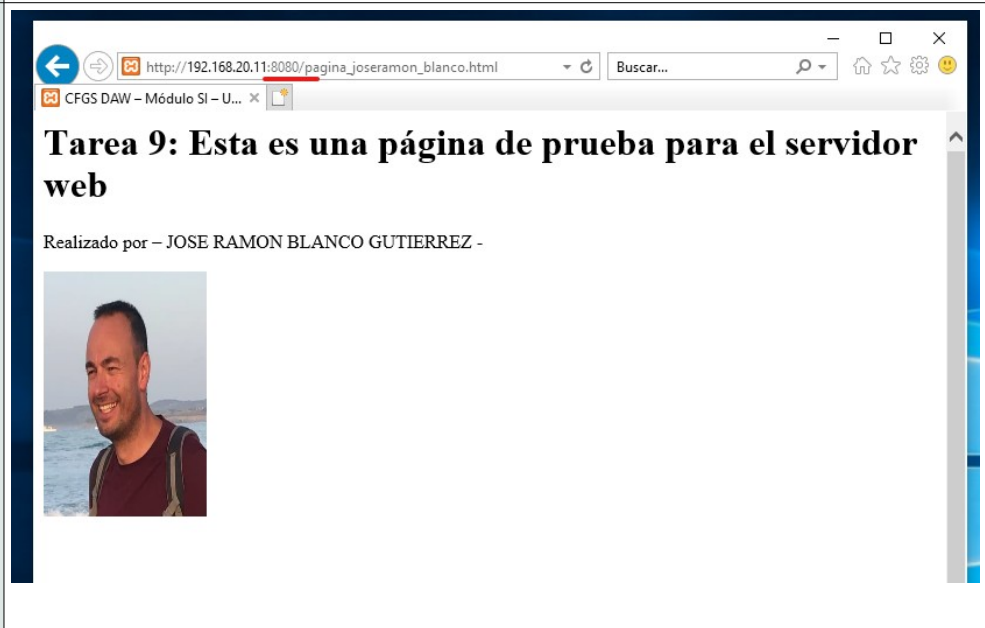 http://192.168.20.11:8080/pagina_joseramon_blanco.html
Buscar...
CFGS DAW – Módulo SI – U...
Tarea 9: Esta es una página de prueba para el servidor
web
Realizado por – JOSE RAMON BLANCO GUTIERREZ -